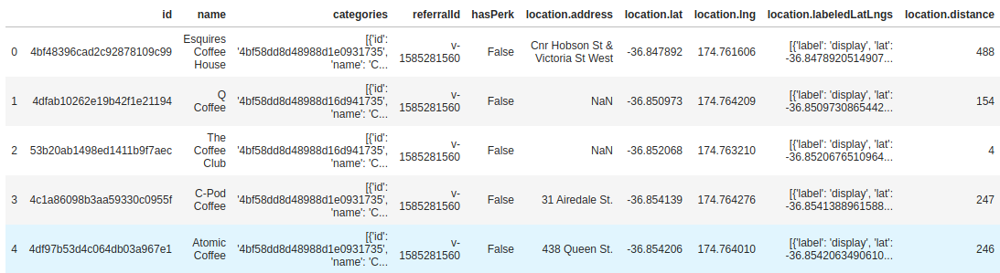 id name categories referralId hasPerk location.address location.lat location.lng location.labeledLatLngs location.distance
0 4bf48396cad2c92878109c99 Esquires Coffee House [{'id': '4bf58dd8d48988d1e0931735', 'name': 'C... v-1585281560 False Cnr Hobson St & Victoria St West -36.847892 174.761606 [{'label': 'display', 'lat': -36.8478920514907... 488
1 4dfab10262e19b42f1e21194 Q Coffee [{'id': '4bf58dd8d48988d16d941735', 'name': 'C... v-1585281560 False NaN -36.850973 174.764209 [{'label': 'display', 'lat': -36.8509730865442... 154
2 53b20ab1498ed1411b9f7aec The Coffee Club [{'id': '4bf58dd8d48988d16d941735', 'name': 'C... v-1585281560 False NaN -36.852068 174.763210 [{'label': 'display', 'lat': -36.8520676510964... 4
3 4c1a86098b3aa59330c0955f C-Pod Coffee [{'id': '4bf58dd8d48988d1e0931735', 'name': 'C... v-1585281560 False 31 Airedale St. -36.854139 174.764276 [{'label': 'display', 'lat': -36.8541388961588... 247
4 4df97b53d4c064db03a967e1 Atomic Coffee [{'id': '4bf58dd8d48988d1e0931735', 'name': 'C... v-1585281560 False 438 Queen St. -36.854206 174.764010 [{'label': 'display', 'lat': -36.8542063490610... 246